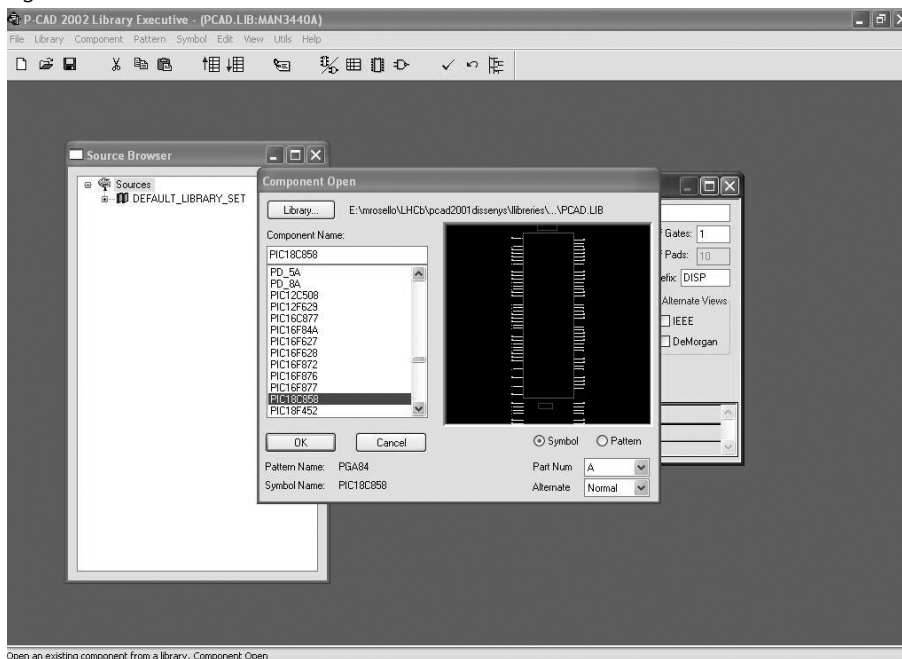 P-CAD 2002 Library Executive - (PCAD.LIB:MAN3440A)
File Library Component Pattern Symbol Edit View Utils Help
Source Browser
Sources
DEFAULT_LIBRARY_SET
Component Open
Library... E:\mrosello\LHCb\pcad2001dissenys\llibreries\...\PCAD.LIB
Component Name:
PIC18C858
PD_5A
PD_8A
PIC12C508
PIC12F629
PIC16C877
PIC16F84A
PIC16F627
PIC16F628
PIC16F872
PIC16F876
PIC16F877
PIC18C858
PIC18F452
OK Cancel
Symbol Pattern
Pattern Name: PGA84
Part Num A
Symbol Name: PIC18C858
Alternate Normal
Gates: 1
Pads: 10
DISP
Alternate Views
IEEE
DeMorgan
Open an existing component from a library. Component Open